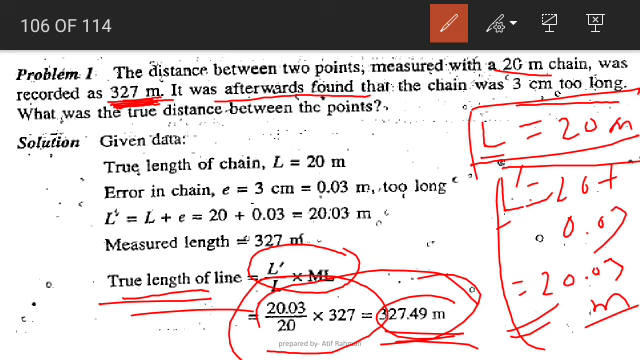 106 OF 114
Problem 1 The distance between two points, measured with a 20 m chain, was
recorded as 327 m. It was afterwards found that the chain was 3 cm too long.
What was the true distance between the points?
Solution Given data:
True length of chain, L = 20 m
Error in chain, e = 3 cm = 0.03 m, too long
L' = L + e = 20 + 0.03 = 20.03 m
Measured length = 327 m
True length of line = L'/L × ML
= 20.03/20 × 327 = 327.49 m
prepared by- Atif Rahman
L = 20 m
L' = 20 +
0.03
= 20.03
m